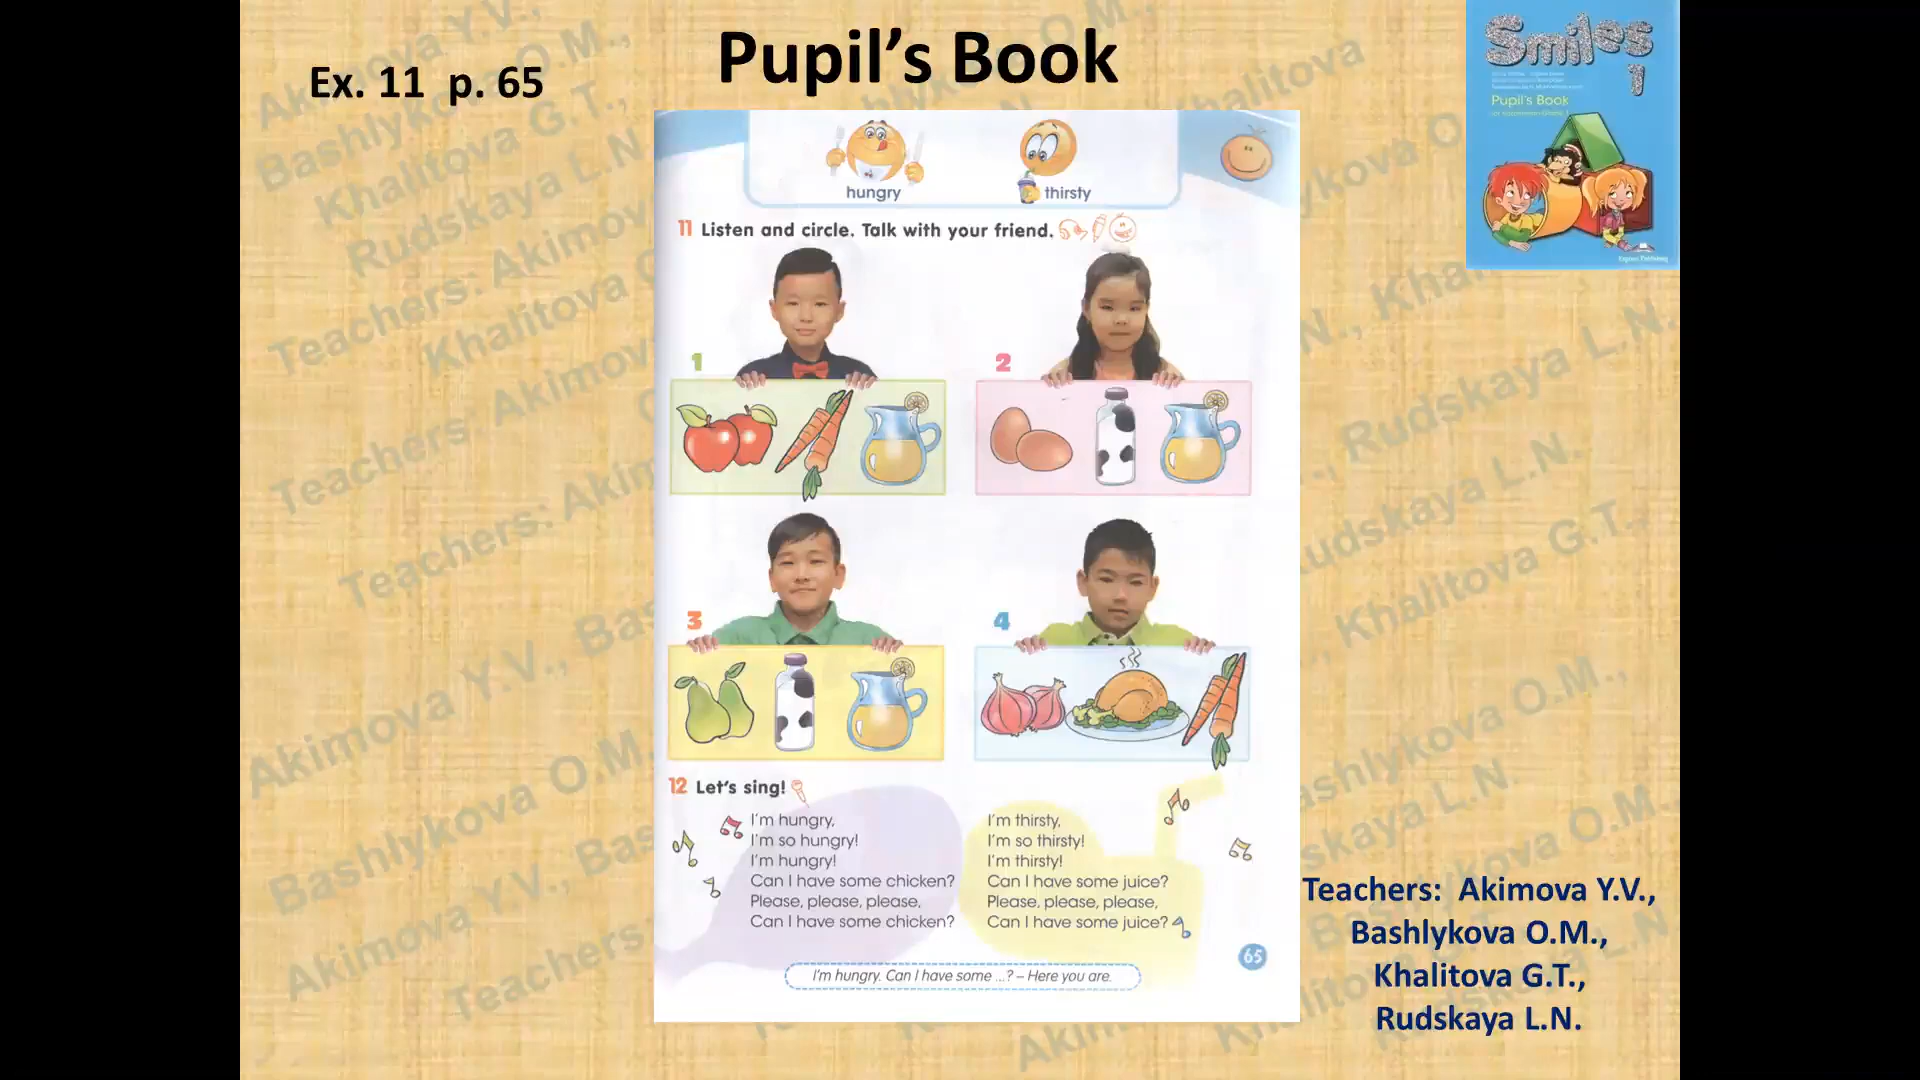 Pupil's Book
Ex. 11 p. 65
Smiles
1
Pupil's Book
hungry
thirsty
11 Listen and circle. Talk with your friend.
1
2
3
4
12 Let's sing!
I'm hungry,
I'm so hungry!
I'm hungry!
Can I have some chicken?
Please, please, please,
Can I have some chicken?
I'm thirsty,
I'm so thirsty!
I'm thirsty!
Can I have some juice?
Please, please, please,
Can I have some juice?
65
I'm hungry. Can I have some ...? – Here you are.
Teachers: Akimova Y.V.,
Bashlykova O.M.,
Khalitova G.T.,
Rudskaya L.N.